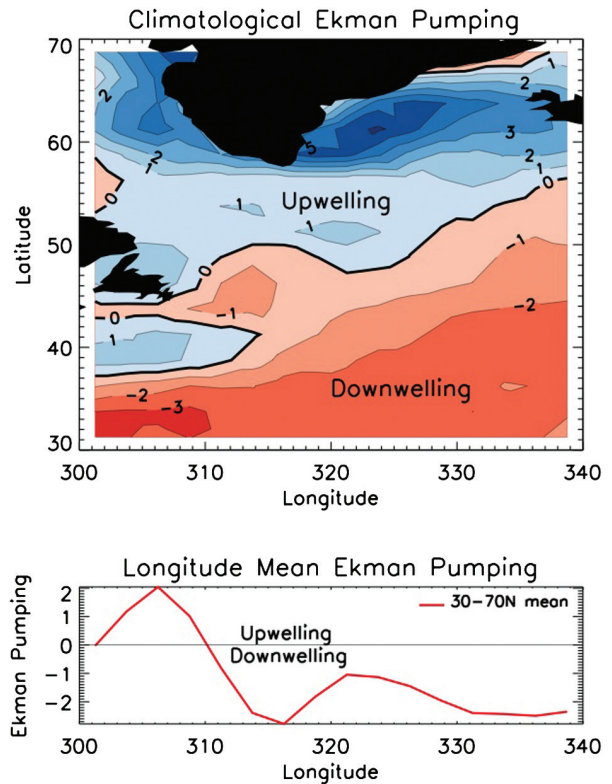 Climatological Ekman Pumping
70
60
50
40
30
Latitude
2
1
2
3
2
1
0
5
2
1
0
1
Upwelling
1
0
-1
0
-1
-2
0
1
-2
-3
Downwelling
300 310 320 330 340
Longitude
Longitude Mean Ekman Pumping
2
1
0
-1
-2
Ekman Pumping
30-70N mean
Upwelling
Downwelling
300 310 320 330 340
Longitude